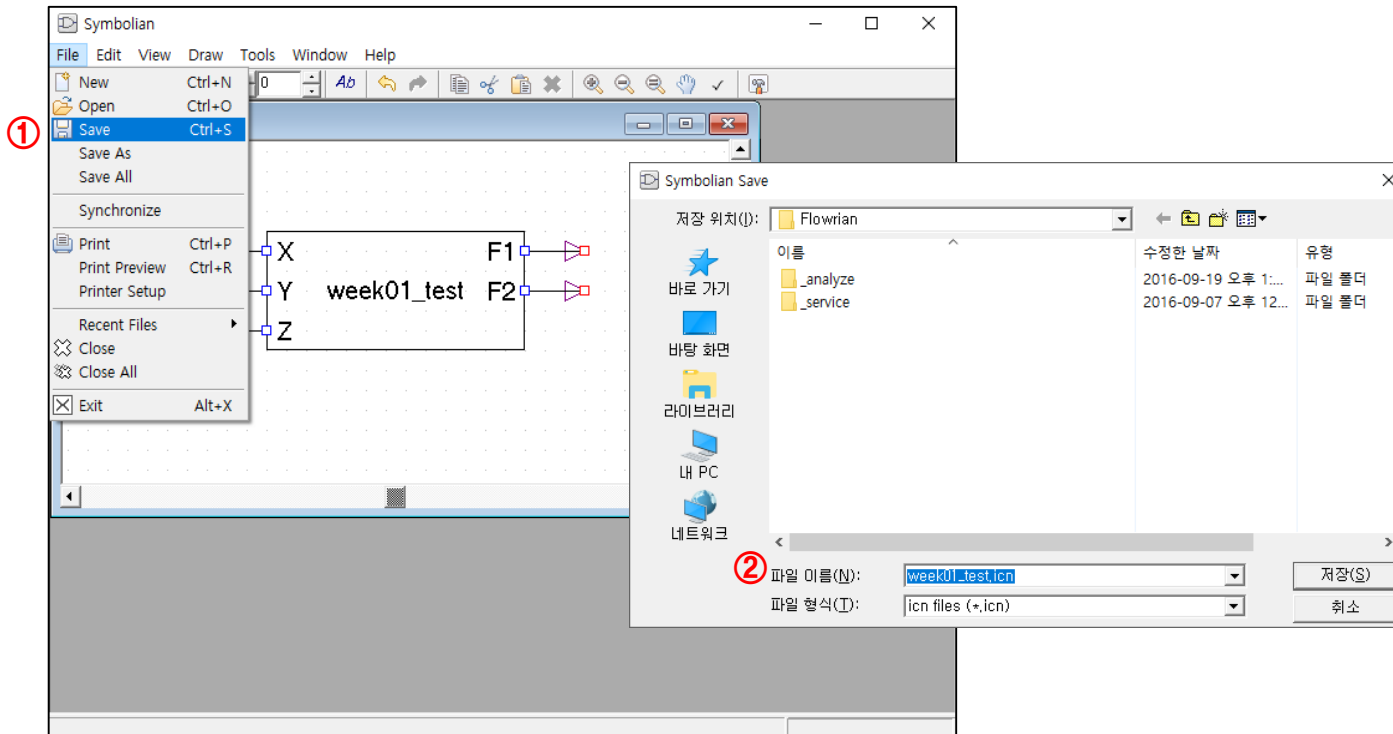 Symbolian
File Edit View Draw Tools Window Help
New Ctrl+N
0
Ab
Open Ctrl+O
①
Save Ctrl+S
Save As
Save All
Synchronize
Print Ctrl+P
Print Preview Ctrl+R
Printer Setup
Recent Files
Close
Close All
Exit Alt+X
X F1
Y week01_test F2
Z
Symbolian Save
저장 위치(I): Flowrian
이름 수정한 날짜 유형
_analyze 2016-09-19 오후 1:... 파일 폴더
_service 2016-09-07 오후 12... 파일 폴더
바로 가기
바탕 화면
라이브러리
내 PC
네트워크
②
파일 이름(N): week01_test.icn 저장(S)
파일 형식(T): icn files (*.icn) 취소